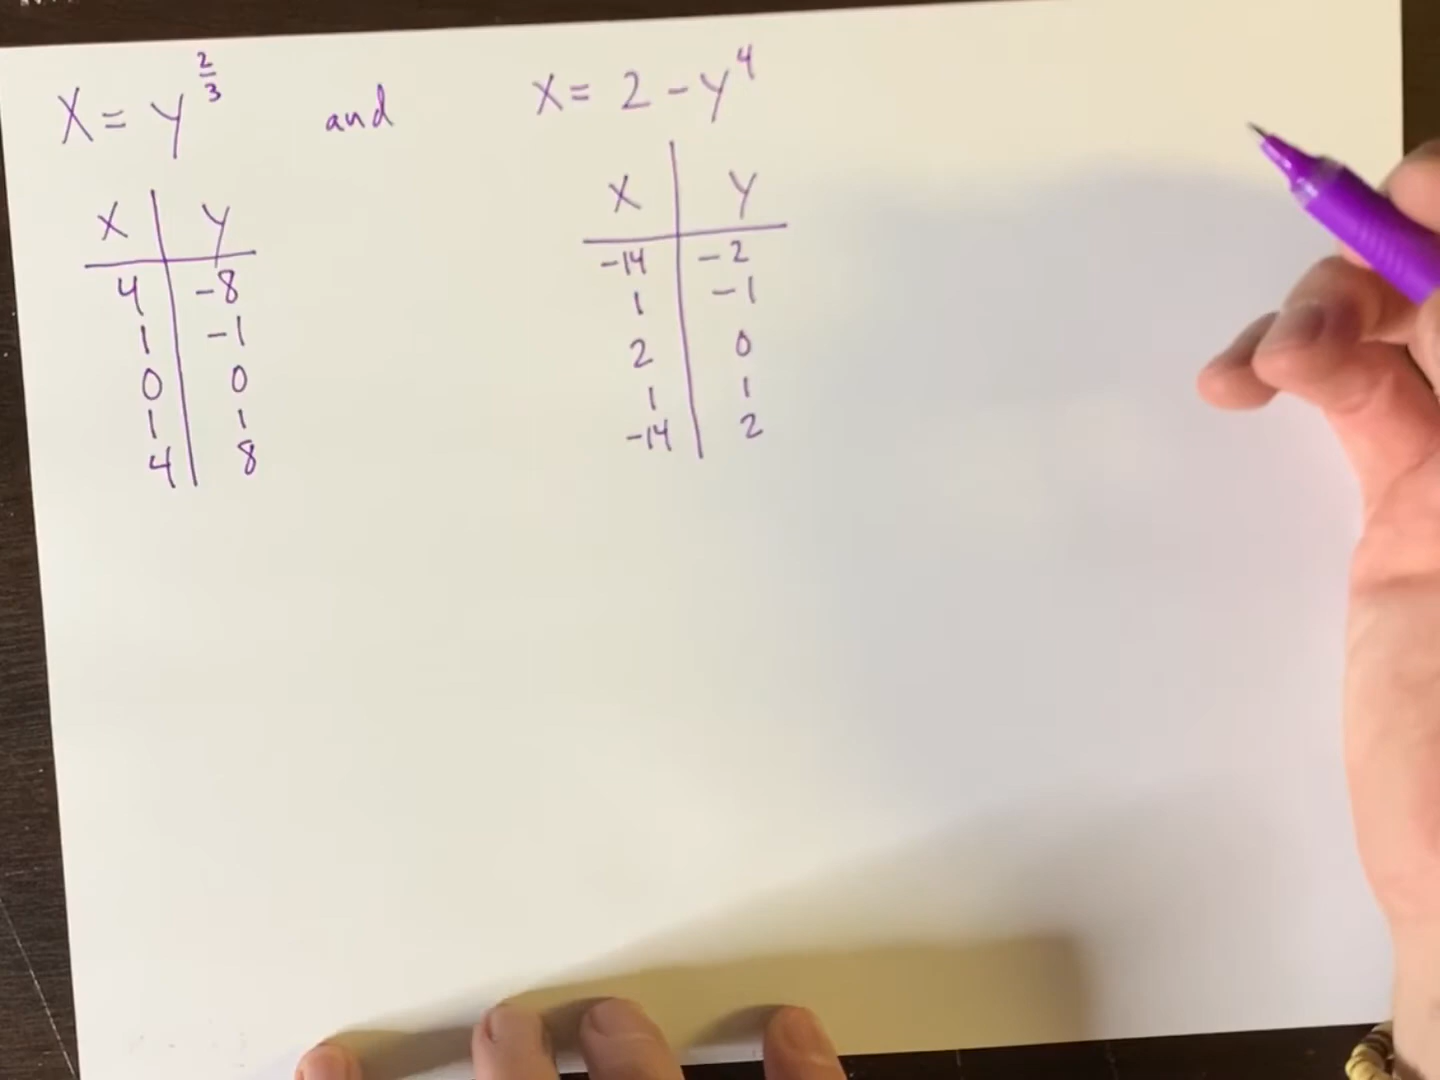 X = y^{2/3} and X = 2 - y^4
X | Y
4 | -8
1 | -1
0 | 0
1 | 1
4 | 8
X | Y
-14 | -2
1 | -1
2 | 0
1 | 1
-14 | 2